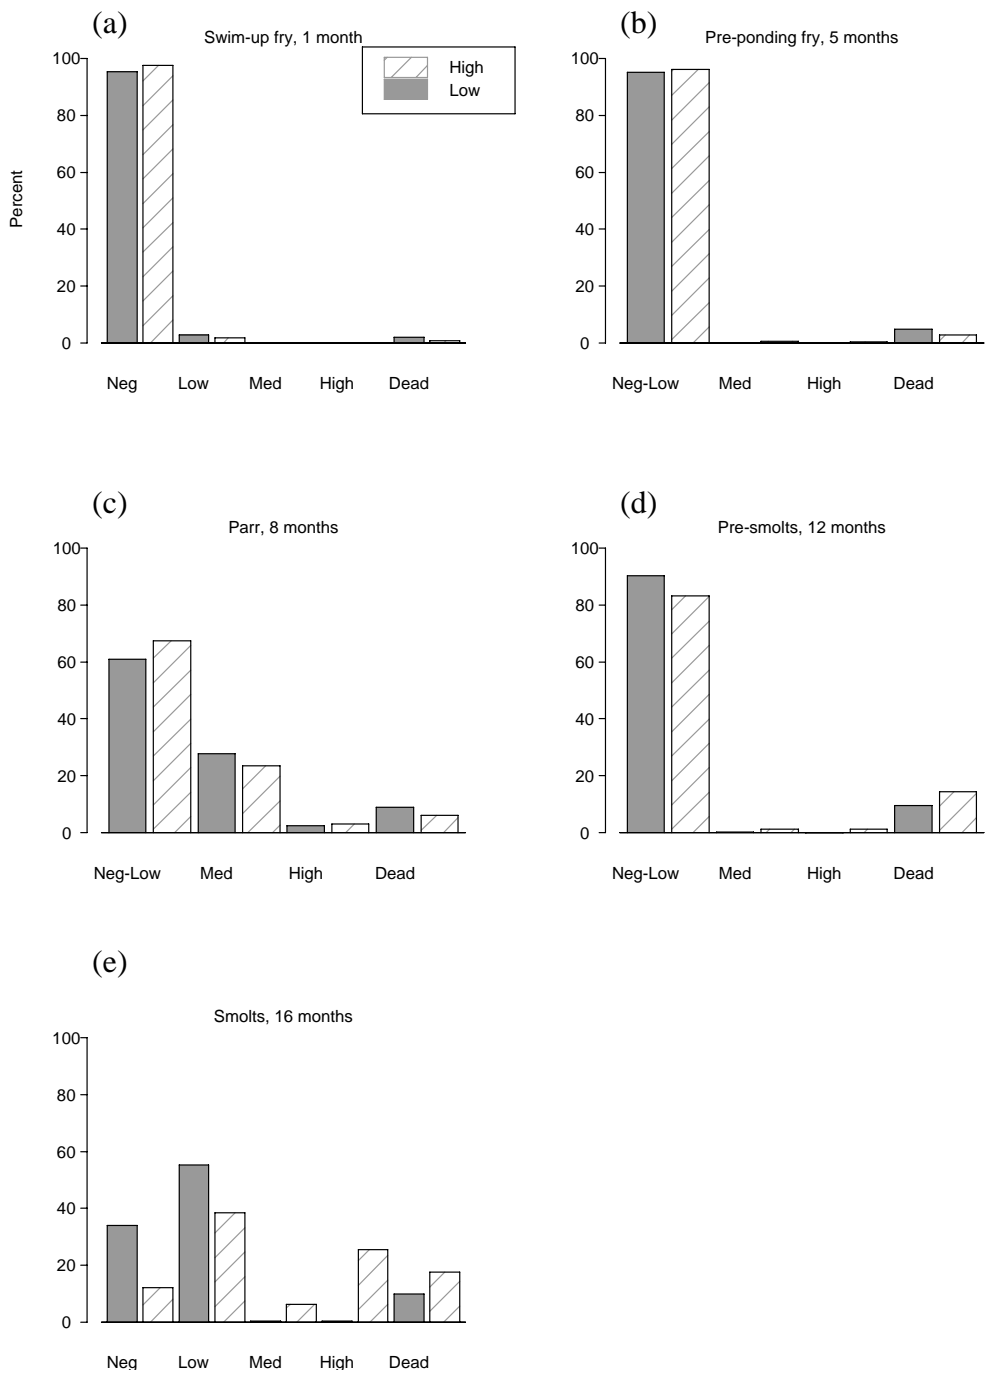 (a)
Swim-up fry, 1 month
High
Low
Percent
100
80
60
40
20
0
Neg Low Med High Dead
(b)
Pre-ponding fry, 5 months
100
80
60
40
20
0
Neg-Low Med High Dead
(c)
Parr, 8 months
100
80
60
40
20
0
Neg-Low Med High Dead
(d)
Pre-smolts, 12 months
100
80
60
40
20
0
Neg-Low Med High Dead
(e)
Smolts, 16 months
100
80
60
40
20
0
Neg Low Med High Dead